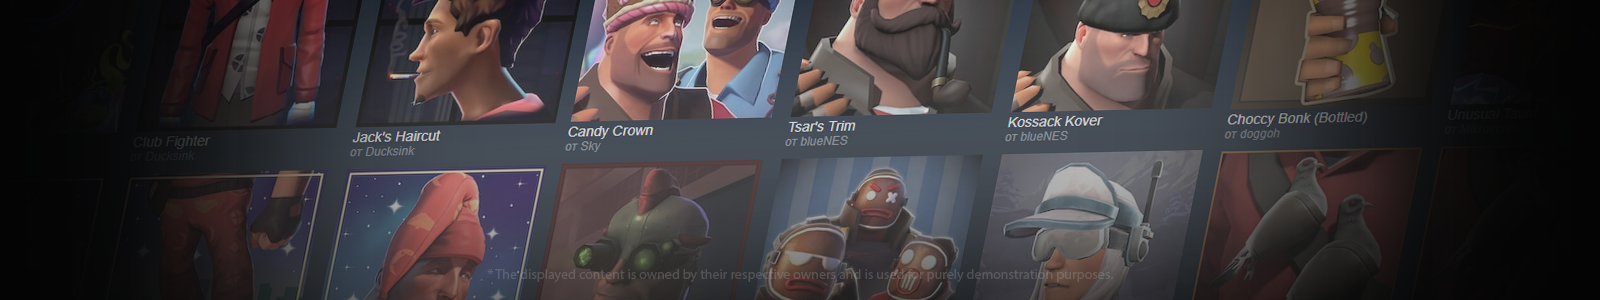 Club Fighter
от Ducksink
Jack's Haircut
от Ducksink
Candy Crown
от Sky
Tsar's Trim
от blueNES
Kossack Kover
от blueNES
Choccy Bonk (Bottled)
от doggoh
Unusual
от
*The displayed content is owned by their respective owners and is used for purely demonstration purposes.